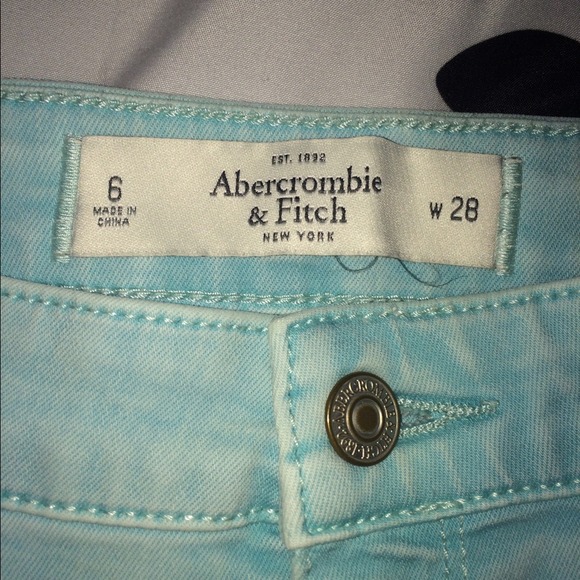 6
MADE IN
CHINA
EST. 1892
Abercrombie
& Fitch
NEW YORK
W 28